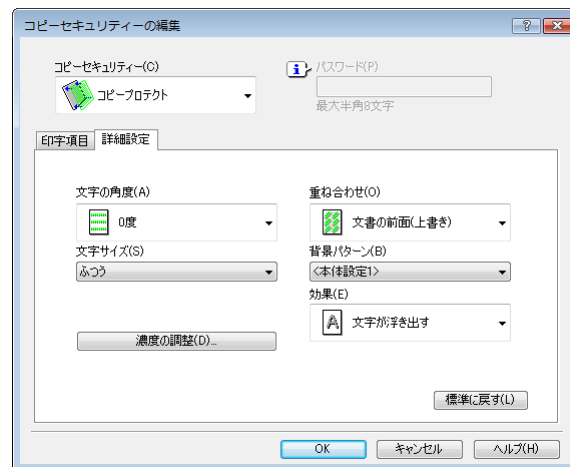 コピーセキュリティーの編集
コピーセキュリティー(C)
コピープロテクト
パスワード(P)
最大半角8文字
印字項目
詳細設定
文字の角度(A)
0度
文字サイズ(S)
ふつう
濃度の調整(D)...
重ね合わせ(O)
文書の前面(上書き)
背景パターン(B)
<本体設定1>
効果(E)
文字が浮き出す
標準に戻す(L)
OK
キャンセル
ヘルプ(H)